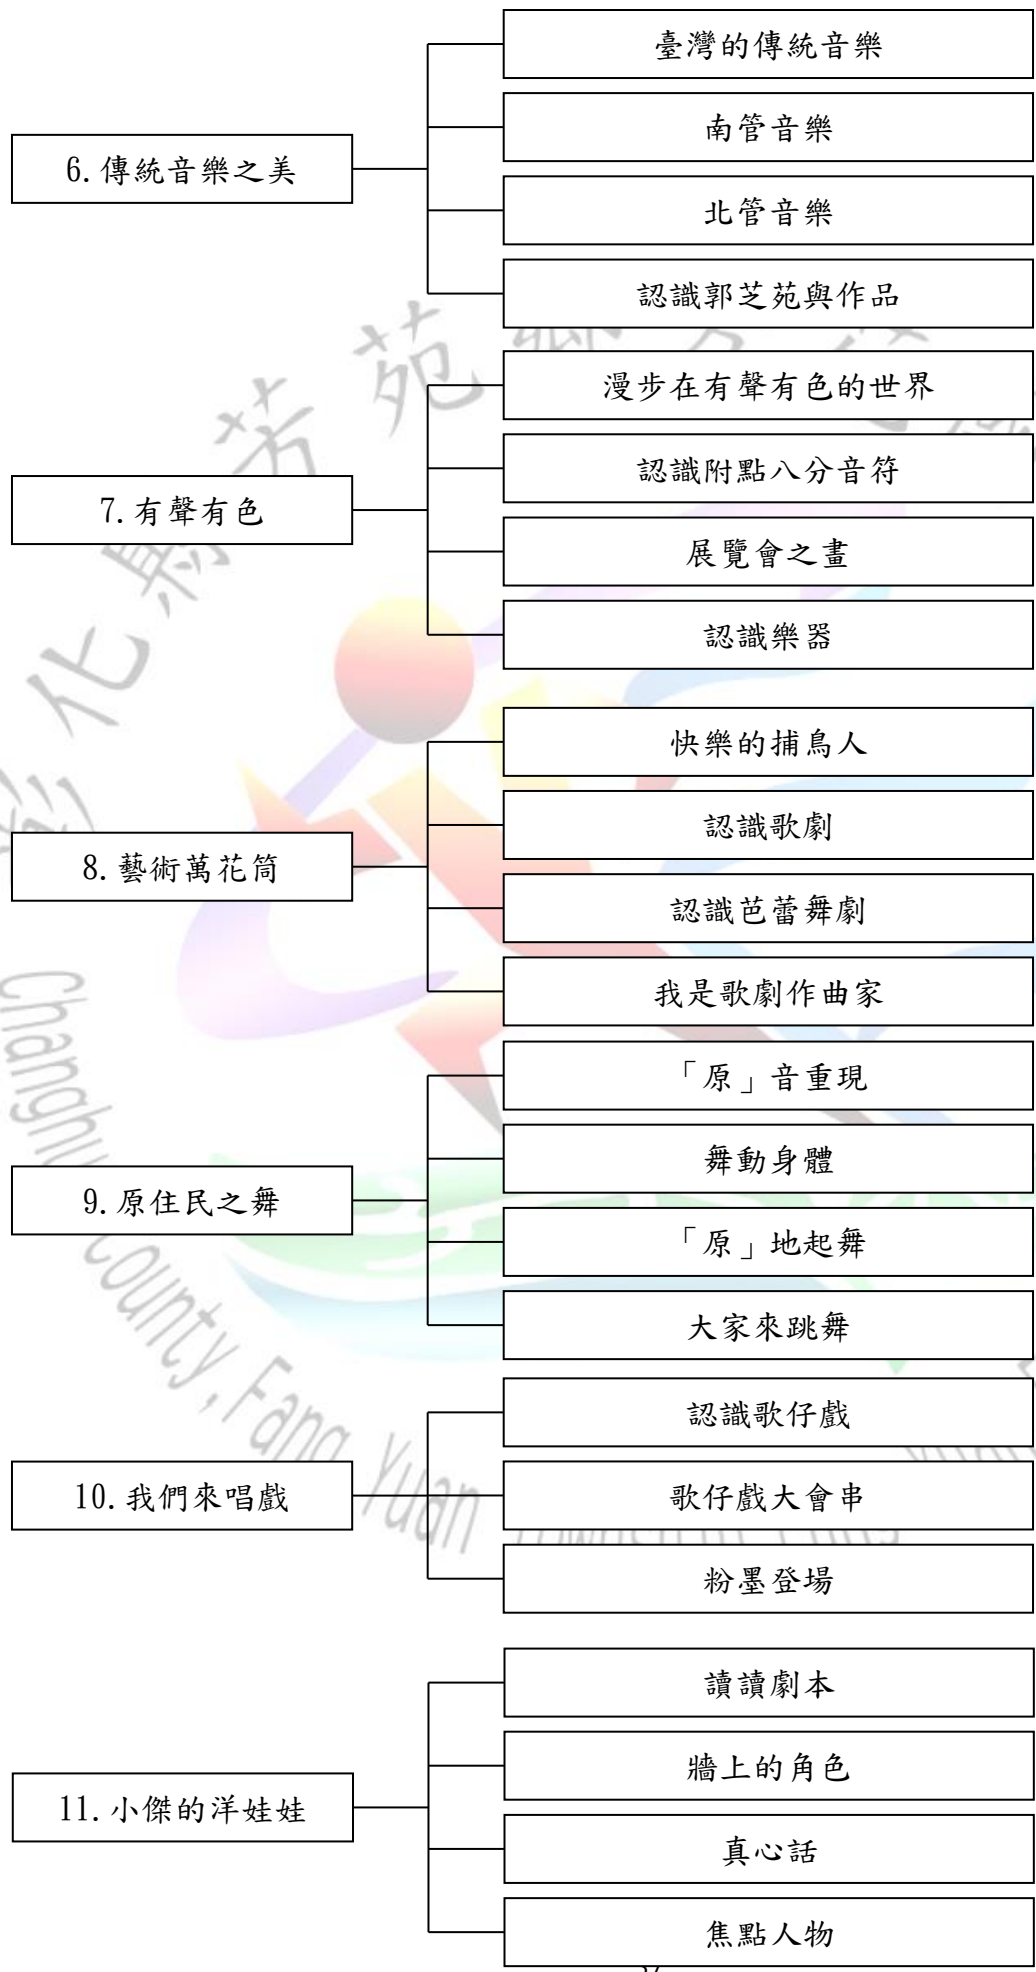 6.傳統音樂之美
臺灣的傳統音樂
南管音樂
北管音樂
認識郭芝苑與作品
7.有聲有色
漫步在有聲有色的世界
認識附點八分音符
展覽會之畫
認識樂器
8.藝術萬花筒
快樂的捕鳥人
認識歌劇
認識芭蕾舞劇
我是歌劇作曲家
9.原住民之舞
「原」音重現
舞動身體
「原」地起舞
大家來跳舞
10.我們來唱戲
認識歌仔戲
歌仔戲大會串
粉墨登場
11.小傑的洋娃娃
讀讀劇本
牆上的角色
真心話
焦點人物
彰化縣芳苑
County, Fang Yuan